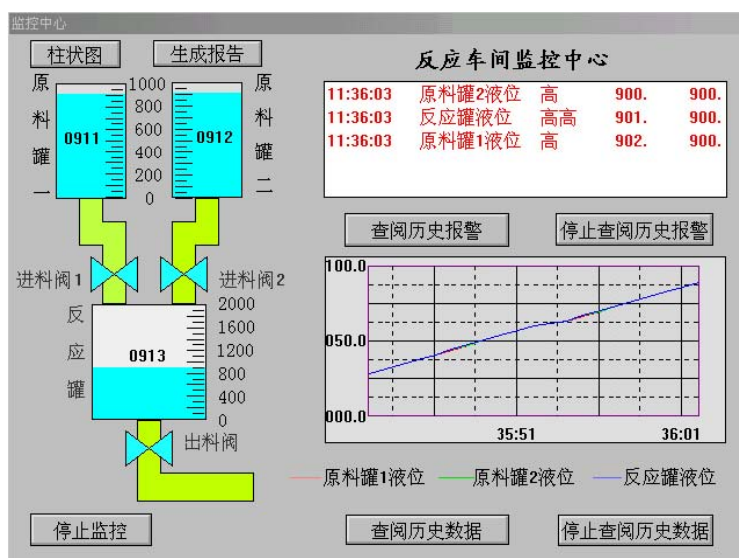 监控中心
柱状图
生成报告
反应车间监控中心
原料罐一
1000
800
600
400
200
0
0911
0912
原料罐二
11:36:03 原料罐2液位 高 900. 900.
11:36:03 反应罐液位 高高 901. 900.
11:36:03 原料罐1液位 高 902. 900.
查阅历史报警
停止查阅历史报警
进料阀1
进料阀2
反应罐
0913
2000
1600
1200
800
400
0
出料阀
100.0
050.0
000.0
35:51
36:01
原料罐1液位
原料罐2液位
反应罐液位
停止监控
查阅历史数据
停止查阅历史数据